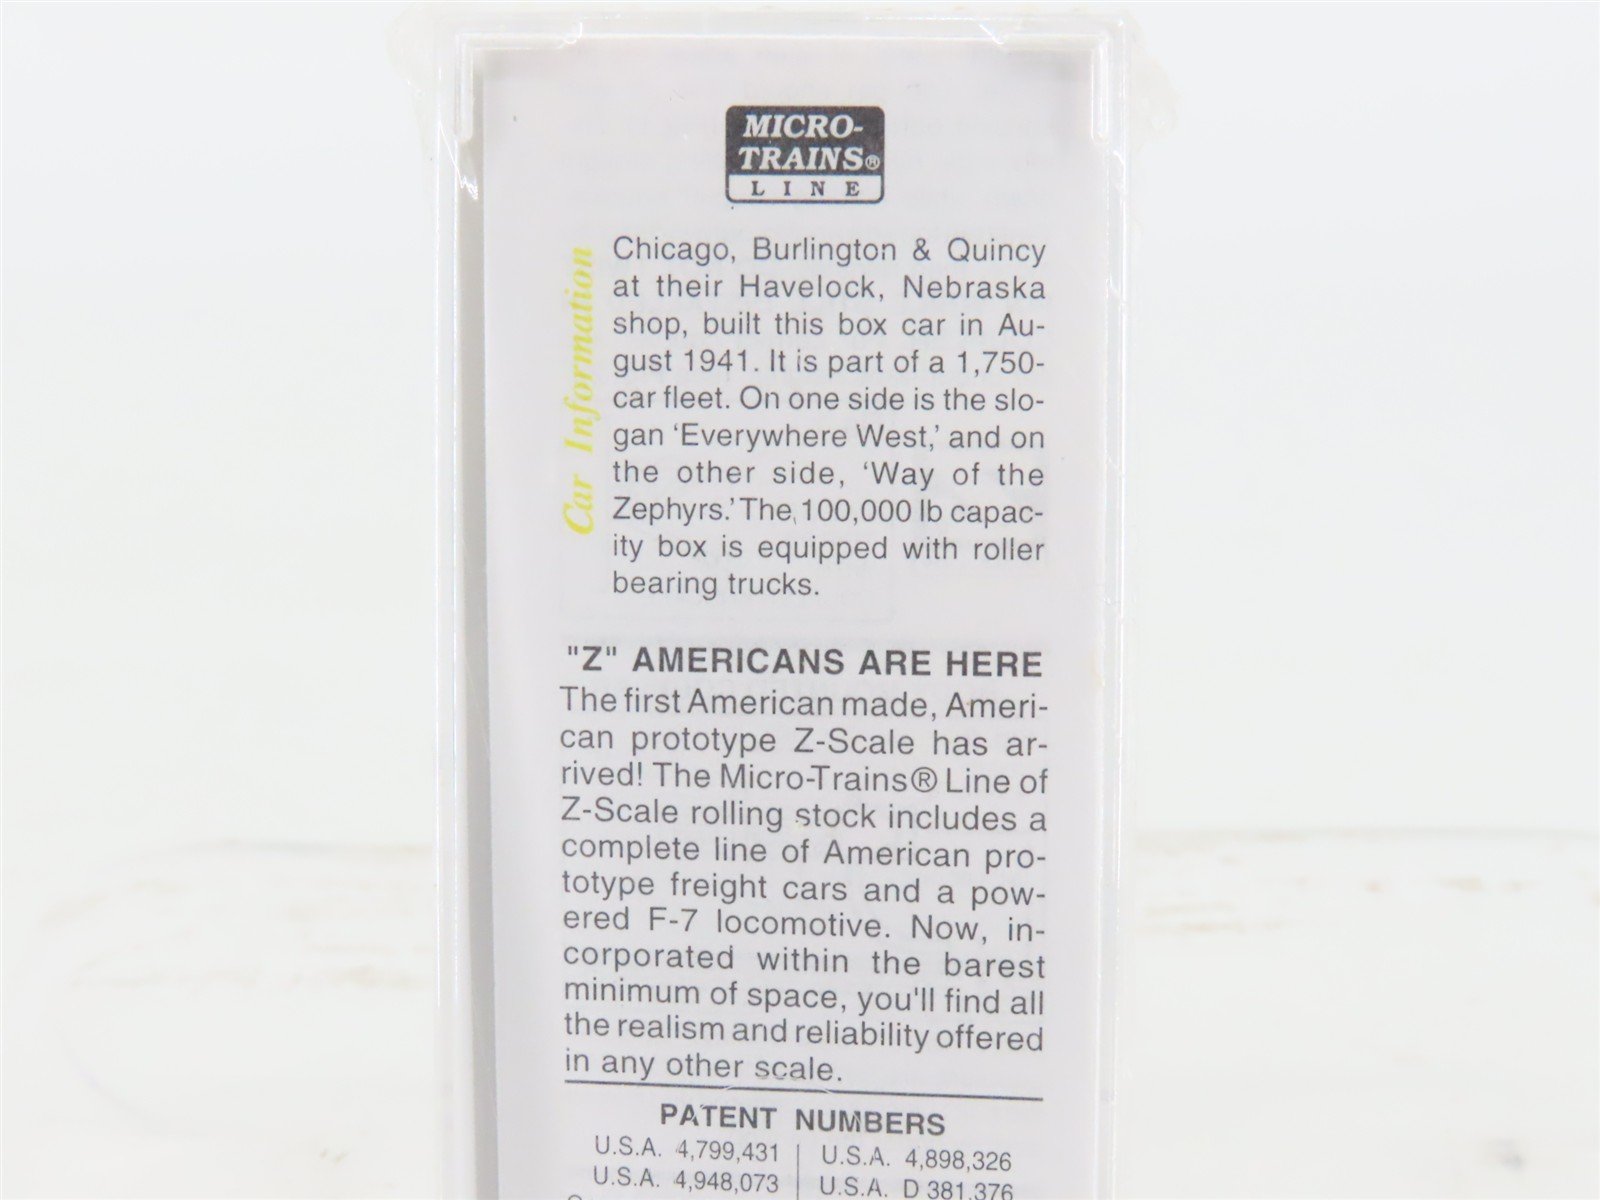 MICRO-
TRAINS®
LINE
Car Information
Chicago, Burlington & Quincy
at their Havelock, Nebraska
shop, built this box car in Au-
gust 1941. It is part of a 1,750-
car fleet. On one side is the slo-
gan ‘Everywhere West,’ and on
the other side, ‘Way of the
Zephyrs.’ The 100,000 lb capac-
ity box is equipped with roller
bearing trucks.
"Z" AMERICANS ARE HERE
The first American made, Ameri-
can prototype Z-Scale has ar-
rived! The Micro-Trains® Line of
Z-Scale rolling stock includes a
complete line of American pro-
totype freight cars and a pow-
ered F-7 locomotive. Now, in-
corporated within the barest
minimum of space, you'll find all
the realism and reliability offered
in any other scale.
PATENT NUMBERS
U.S.A. 4,799,431 | U.S.A. 4,898,326
U.S.A. 4,948,073 | U.S.A. D 381,376